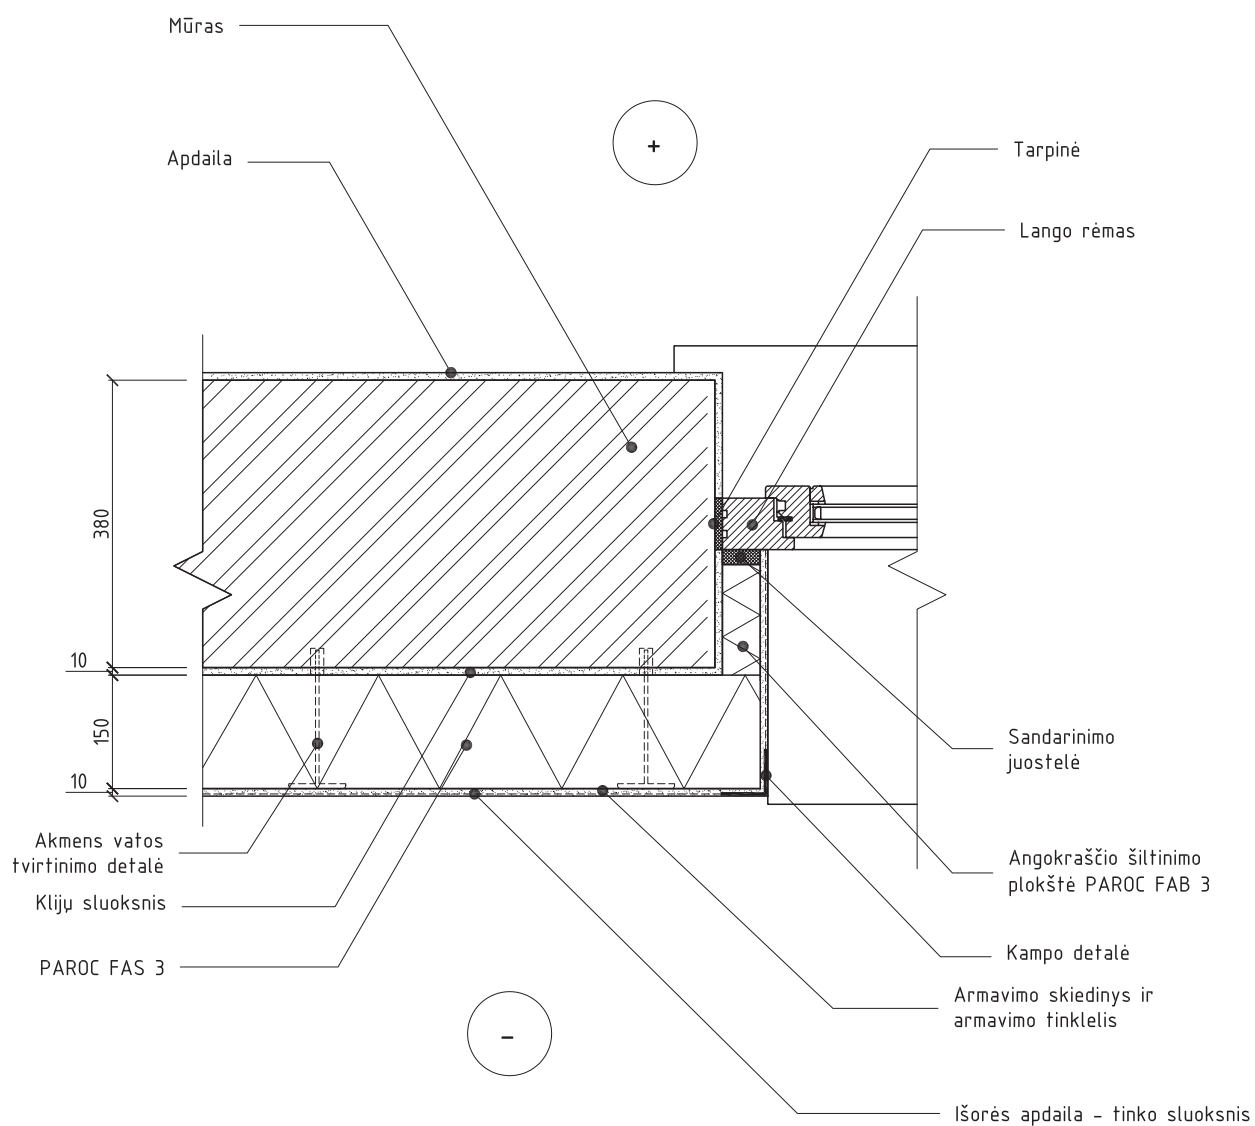 Mūras
+
Apdaila
Tarpinė
Lango rėmas
380
10
150
10
Sandarinimo
juostelė
Akmens vatos
tvirtinimo detalė
Angokraščio šiltinimo
plokštė PAROC FAB 3
Klijų sluoksnis
Kampo detalė
PAROC FAS 3
Armavimo skiedinys ir
armavimo tinklelis
-
Išorės apdaila - tinko sluoksnis